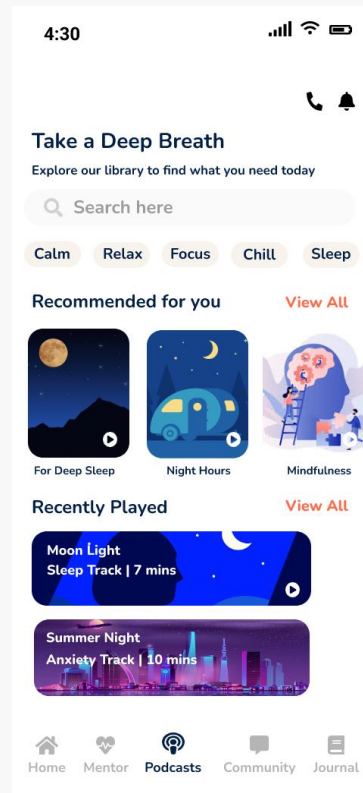 4:30
Take a Deep Breath
Explore our library to find what you need today
Search here
Calm Relax Focus Chill Sleep
Recommended for you View All
For Deep Sleep Night Hours Mindfulness
Recently Played View All
Moon Light
Sleep Track | 7 mins
Summer Night
Anxiety Track | 10 mins
Home Mentor Podcasts Community Journal